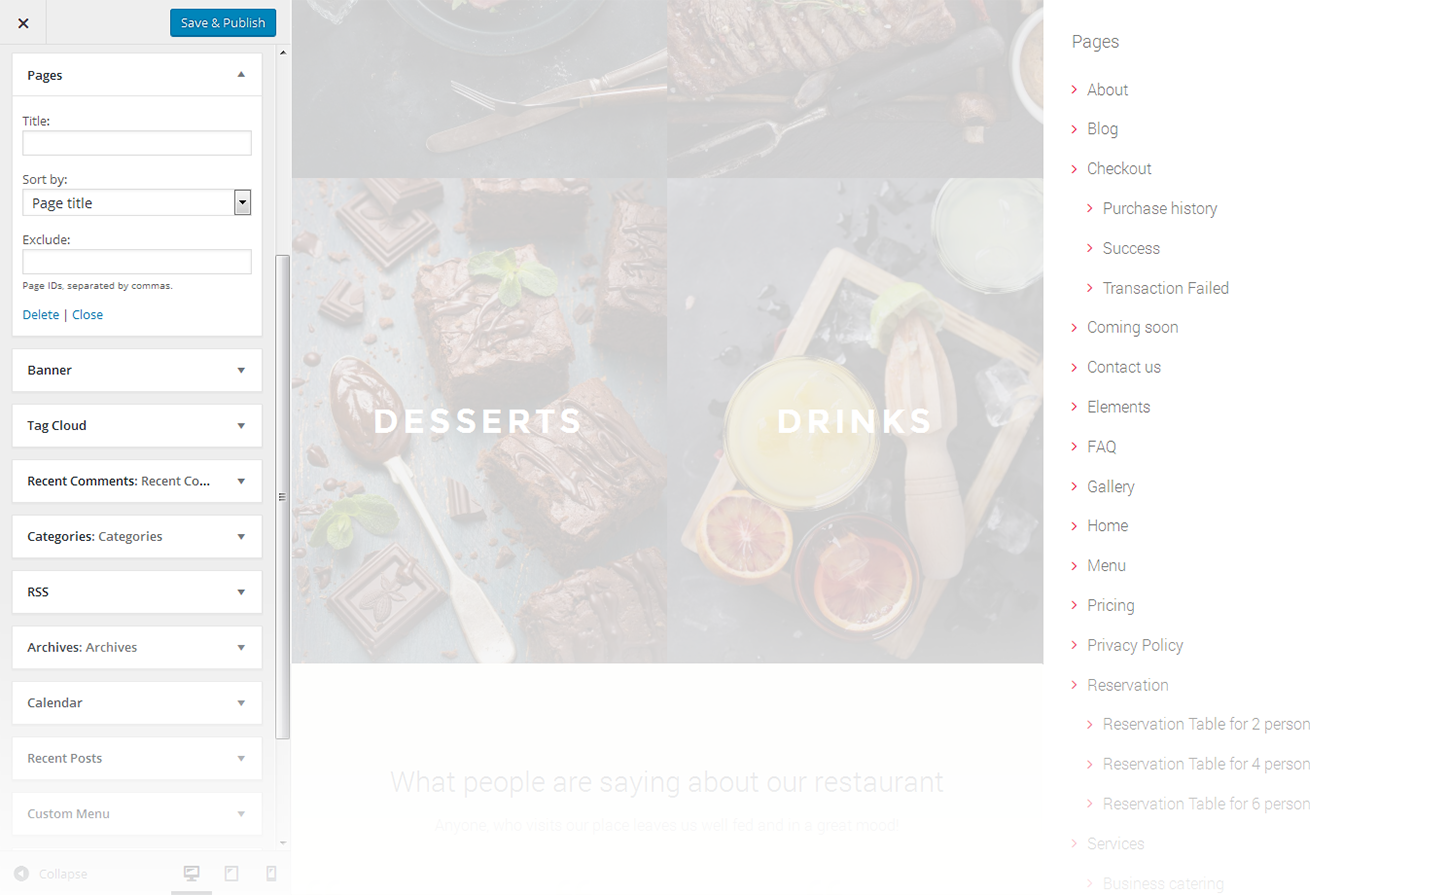 Save & Publish
Pages
Title:
Sort by:
Page title
Exclude:
Page IDs, separated by commas.
Delete | Close
Banner
Tag Cloud
Recent Comments: Recent Co...
Categories: Categories
RSS
Archives: Archives
Calendar
Recent Posts
Custom Menu
Collapse
DESSERTS
DRINKS
What people are saying about our restaurant
Anyone, who visits our place leaves us well fed and in a great mood!
Pages
About
Blog
Checkout
Purchase history
Success
Transaction Failed
Coming soon
Contact us
Elements
FAQ
Gallery
Home
Menu
Pricing
Privacy Policy
Reservation
Reservation Table for 2 person
Reservation Table for 4 person
Reservation Table for 6 person
Services
Business catering